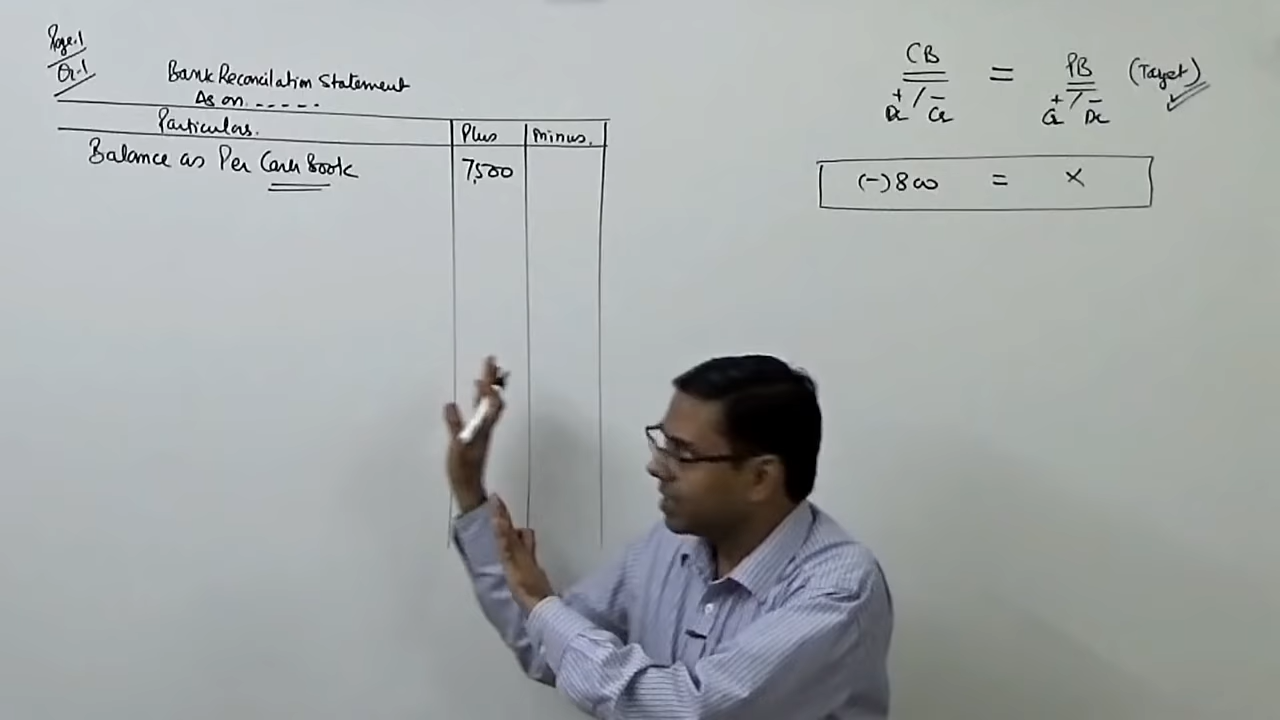 Page.1
Q.1
Bank Reconcilation Statement
As on. - - - - -
Particulars. Plus Minus.
Balance as Per Cash Book 7,500
CB = PB (Target)
+ / - + / -
Dr Cr Cr Dr
(-) 800 = X